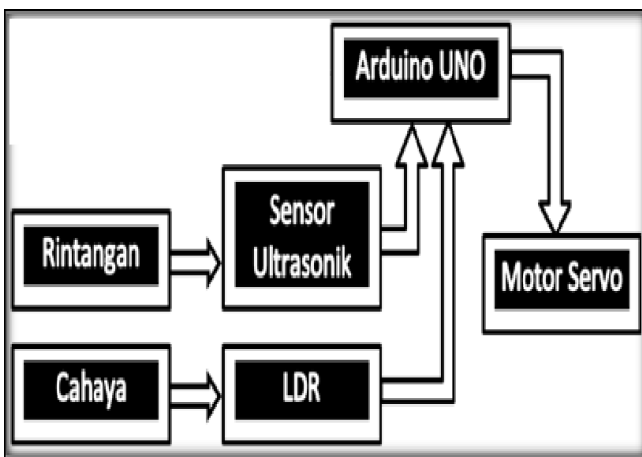 Arduino UNO
Sensor
Ultrasonik
Rintangan
Motor Servo
Cahaya
LDR